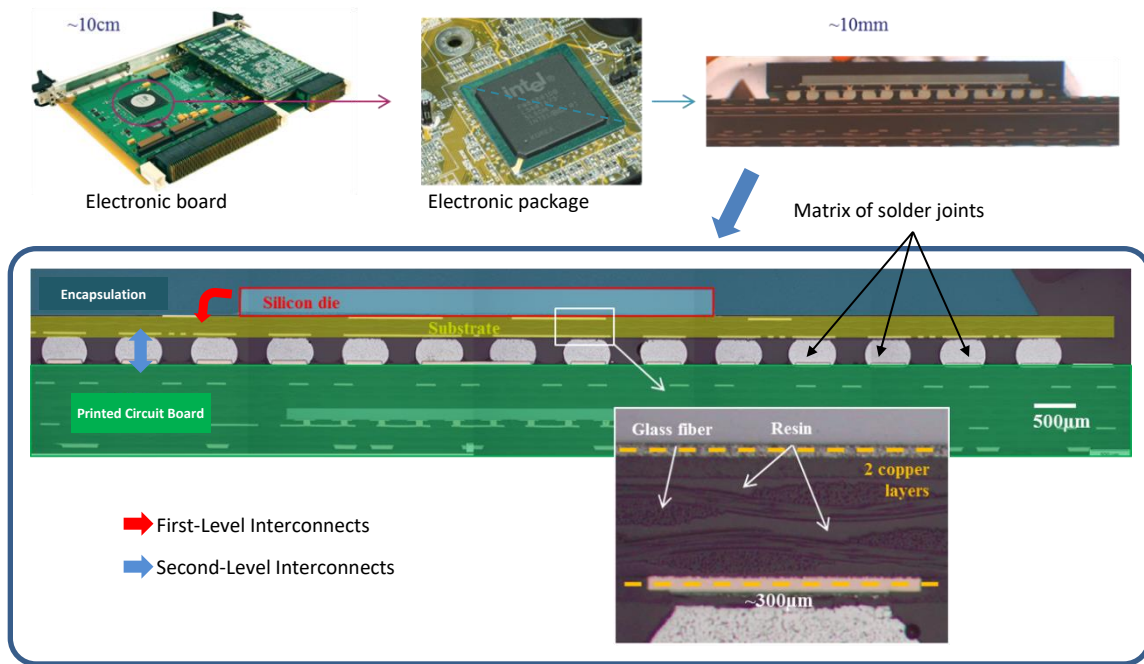 ~10cm
~10mm
intel
Electronic board
Electronic package
Matrix of solder joints
Encapsulation
Silicon die
Substrate
Printed Circuit Board
500µm
Glass fiber
Resin
2 copper
layers
~300µm
First-Level Interconnects
Second-Level Interconnects